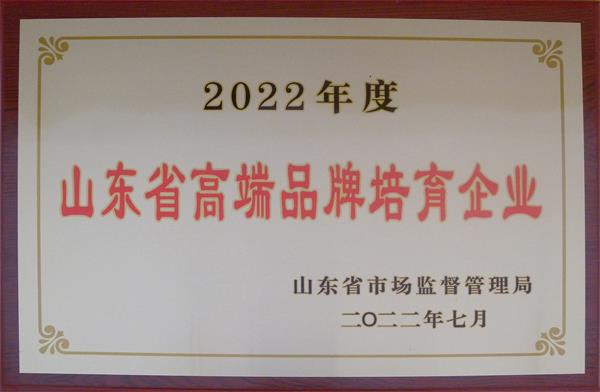 2022年度
山东省高端品牌培育企业
山东省市场监督管理局
二〇二二年七月